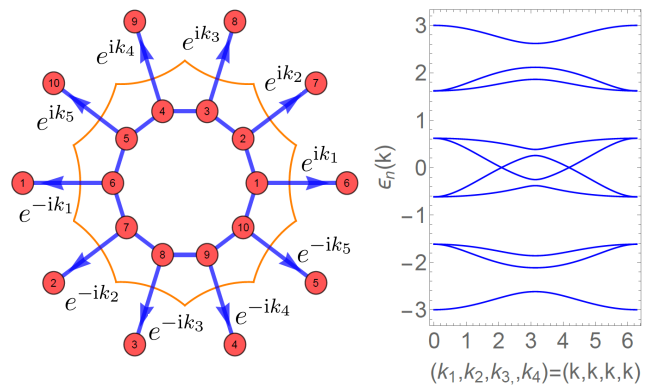 9
8
e^{ik_4}
e^{ik_3}
10
7
e^{ik_5}
e^{ik_2}
4
3
5
2
e^{ik_1}
1
6
1
6
e^{-ik_1}
7
10
8
9
e^{-ik_5}
2
e^{-ik_2}
5
e^{-ik_3}
e^{-ik_4}
3
4
3
2
1
0
−1
−2
−3
ϵ_n(k)
0 1 2 3 4 5 6
(k_1,k_2,k_3,,k_4)=(k,k,k,k)